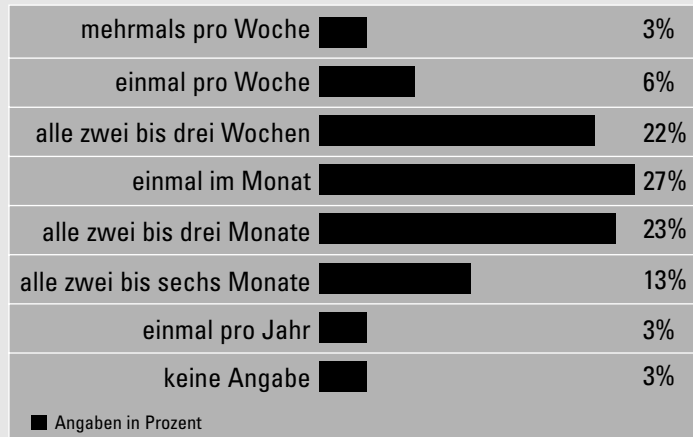 mehrmals pro Woche 3%
einmal pro Woche 6%
alle zwei bis drei Wochen 22%
einmal im Monat 27%
alle zwei bis drei Monate 23%
alle zwei bis sechs Monate 13%
einmal pro Jahr 3%
keine Angabe 3%
Angaben in Prozent